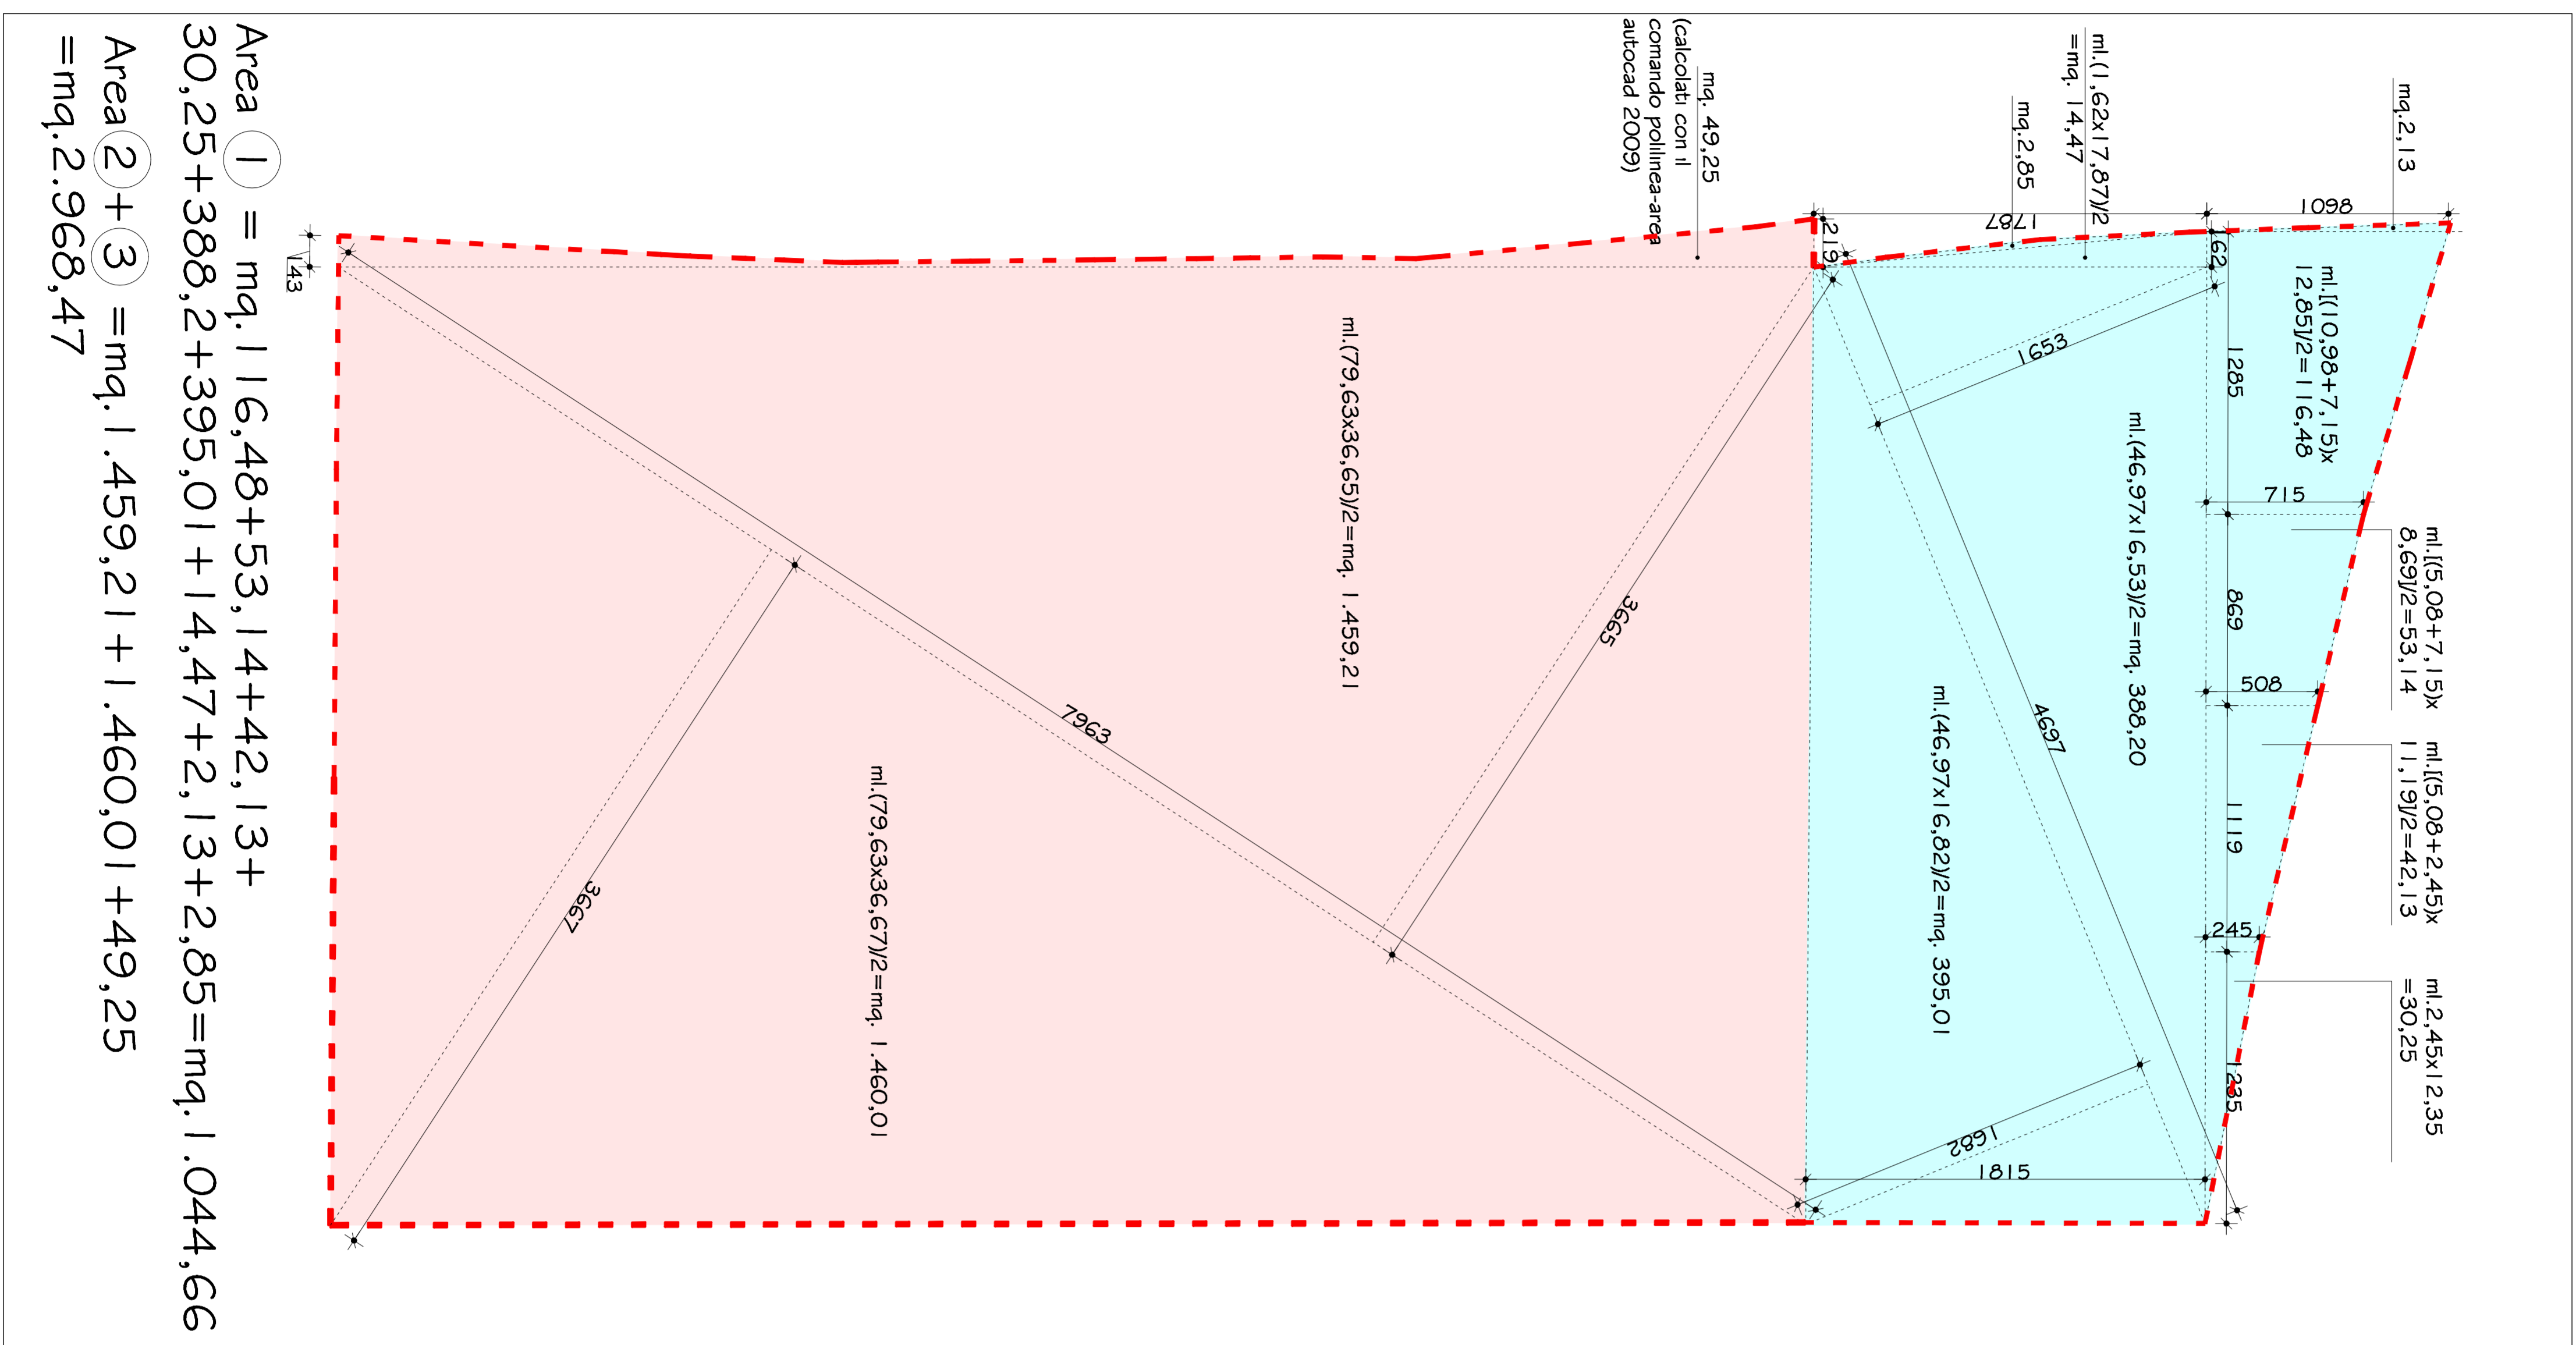 mq.2,13
ml.(1,62x17,87)/2
=mq. 14,47
mq.2,85
mq. 49,25
(calcolati con il
comando polilinea-area
autocad 2009)
1098
1787
162
219
143
ml.[(10,98+7,15)x
12,85]/2=116,48
1285
715
ml.[(5,08+7,15)x
8,69]/2=53,14
869
508
ml.[(5,08+2,45)x
11,19]/2=42,13
1119
245
ml.2,45x12,35
=30,25
1235
1653
ml.(46,97x16,53)/2=mq. 388,20
4697
ml.(46,97x16,82)/2=mq. 395,01
1682
1815
ml.(79,63x36,65)/2=mq. 1.459,21
3665
7963
ml.(79,63x36,67)/2=mq. 1.460,01
3667
Area 1 = mq.116,48+53,14+42,13+
30,25+388,2+395,01+14,47+2,13+2,85=mq.1.044,66
Area 2+3 =mq.1.459,21+1.460,01+49,25
=mq.2.968,47